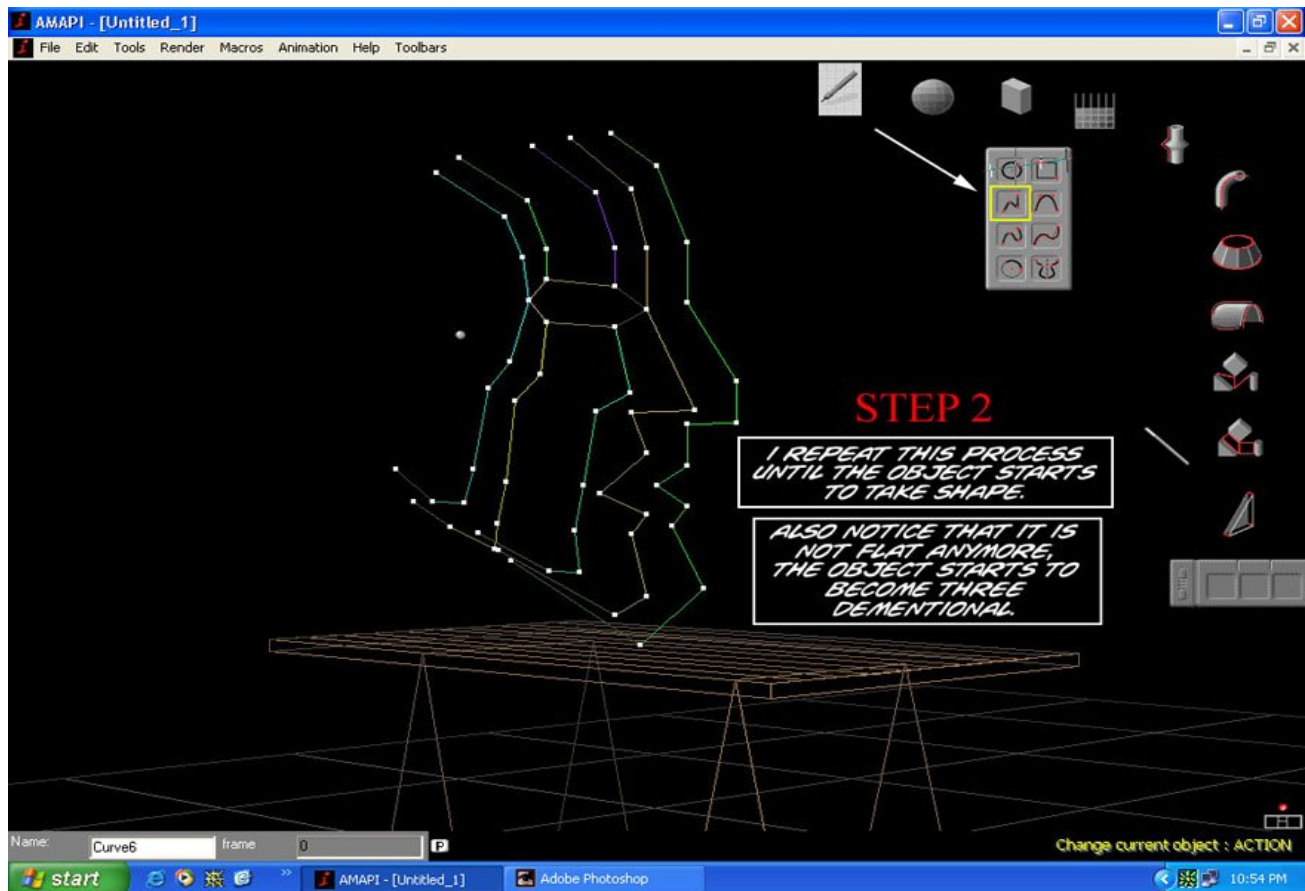 AMAPI - [Untitled_1]
File Edit Tools Render Macros Animation Help Toolbars
STEP 2
I REPEAT THIS PROCESS
UNTIL THE OBJECT STARTS
TO TAKE SHAPE.
ALSO NOTICE THAT IT IS
NOT FLAT ANYMORE,
THE OBJECT STARTS TO
BECOME THREE
DEMENTIONAL.
Name: Curve6 frame 0 P
Change current object : ACTION
start AMAPI - [Untitled_1] Adobe Photoshop 10:54 PM